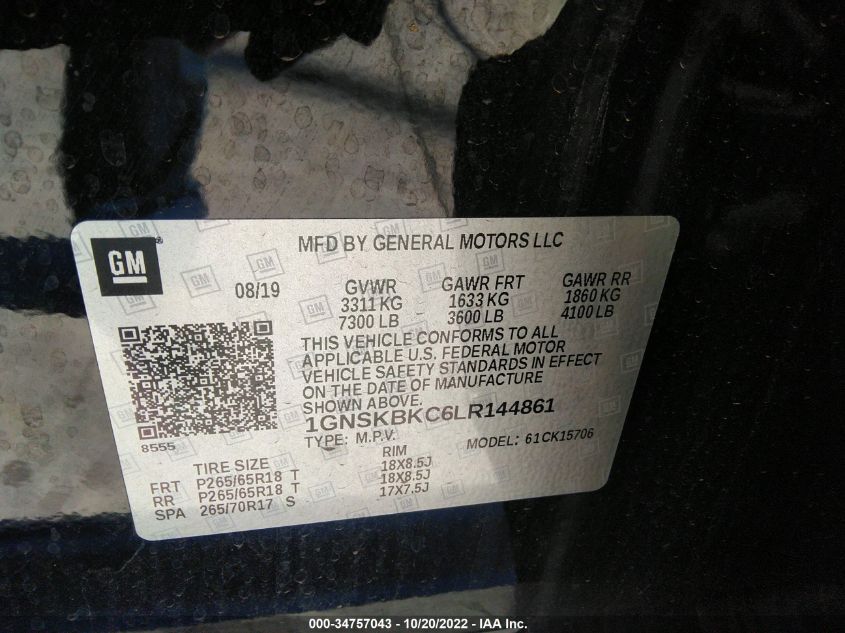 GM
MFD BY GENERAL MOTORS LLC
08/19 GVWR GAWR FRT GAWR RR
3311 KG 1633 KG 1860 KG
7300 LB 3600 LB 4100 LB
THIS VEHICLE CONFORMS TO ALL
APPLICABLE U.S. FEDERAL MOTOR
VEHICLE SAFETY STANDARDS IN EFFECT
ON THE DATE OF MANUFACTURE
SHOWN ABOVE.
1GNSKBKC6LR144861
8555 TYPE: M.P.V. MODEL: 61CK15706
TIRE SIZE RIM
FRT P265/65R18 T 18X8.5J
RR P265/65R18 T 18X8.5J
SPA 265/70R17 S 17X7.5J
000-34757043 - 10/20/2022 - IAA Inc.